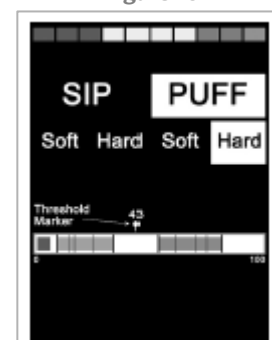 SIP PUFF
Soft Hard Soft Hard
Threshold
Marker 43
0 100